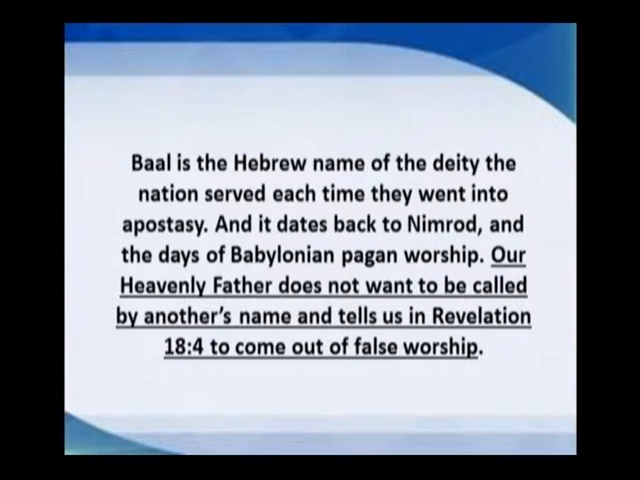 Baal is the Hebrew name of the deity the
nation served each time they went into
apostasy. And it dates back to Nimrod, and
the days of Babylonian pagan worship. Our
Heavenly Father does not want to be called
by another’s name and tells us in Revelation
18:4 to come out of false worship.